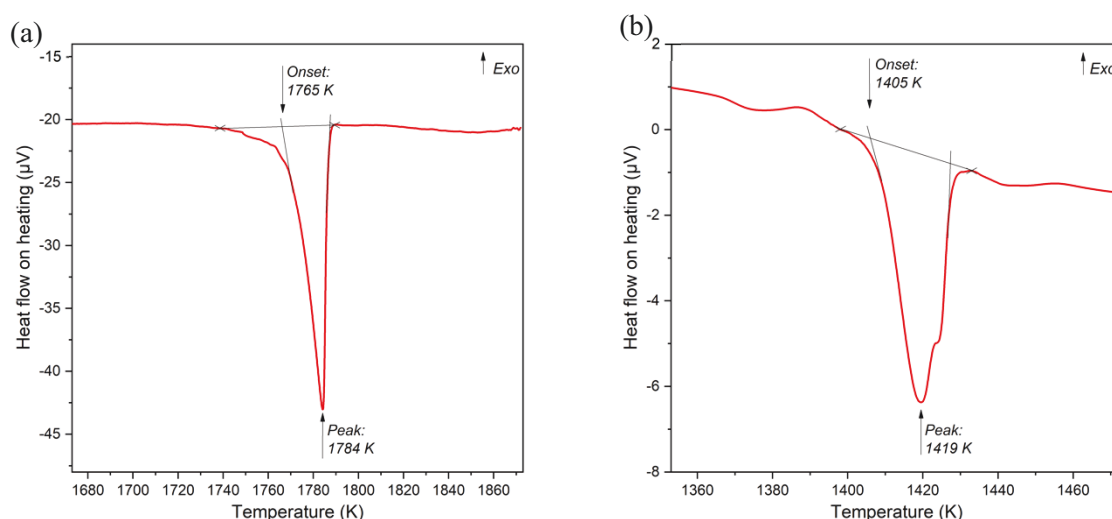 (a)
-15
-20
-25
-30
-35
-40
-45
Heat flow on heating (µV)
Onset:
1765 K
Exo
Peak:
1784 K
1680 1700 1720 1740 1760 1780 1800 1820 1840 1860
Temperature (K)
(b)
2
0
-2
-4
-6
-8
Heat flow on heating (µV)
Onset:
1405 K
Exo
Peak:
1419 K
1360 1380 1400 1420 1440 1460
Temperature (K)